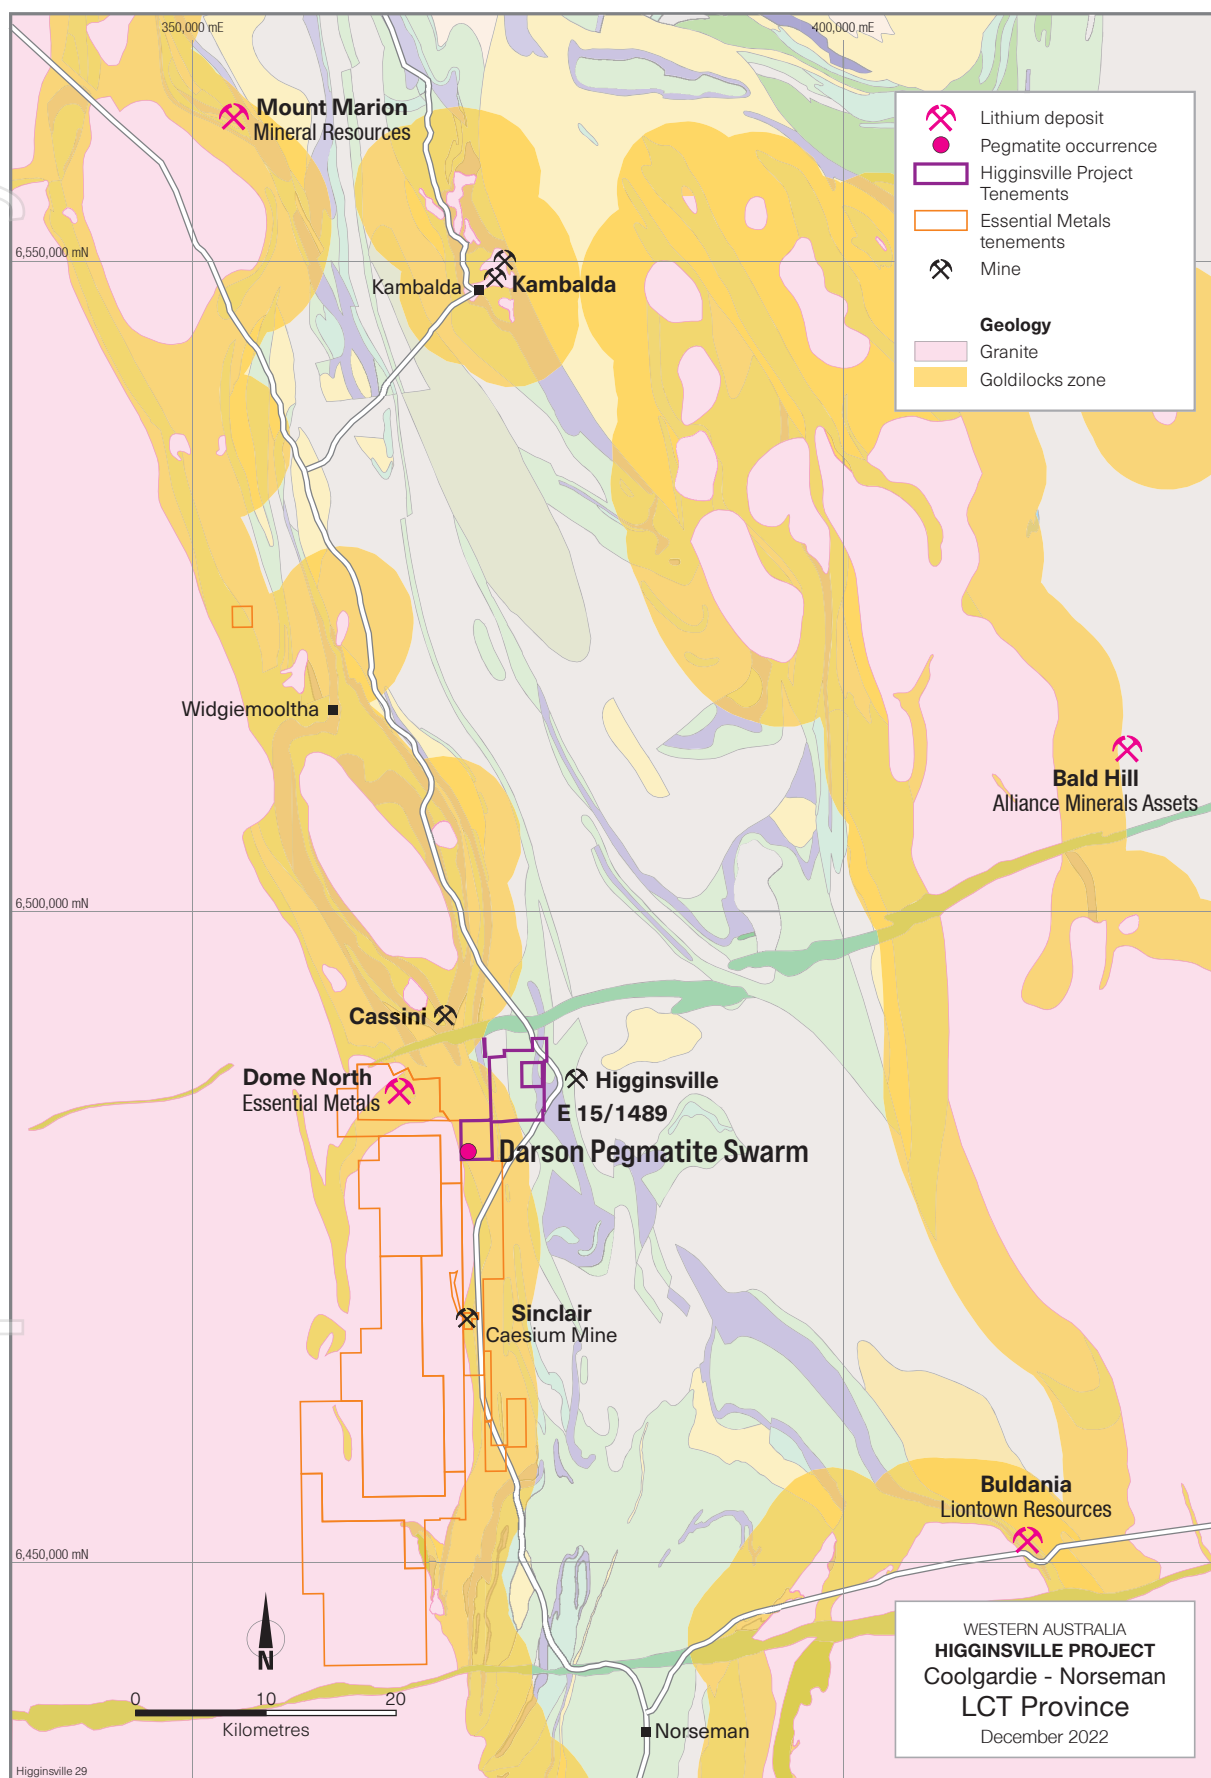 350,000 mE
400,000 mE
Mount Marion
Mineral Resources
Lithium deposit
Pegmatite occurrence
Higginsville Project
Tenements
Essential Metals
tenements
Mine
Geology
Granite
Goldilocks zone
6,550,000 mN
Kambalda
Kambalda
Widgiemooltha
Bald Hill
Alliance Minerals Assets
6,500,000 mN
Cassini
Dome North
Essential Metals
Higginsville
E 15/1489
Darson Pegmatite Swarm
Sinclair
Caesium Mine
Buldania
Liontown Resources
6,450,000 mN
N
0 10 20
Kilometres
Norseman
WESTERN AUSTRALIA
HIGGINSVILLE PROJECT
Coolgardie - Norseman
LCT Province
December 2022
Higginsville 29